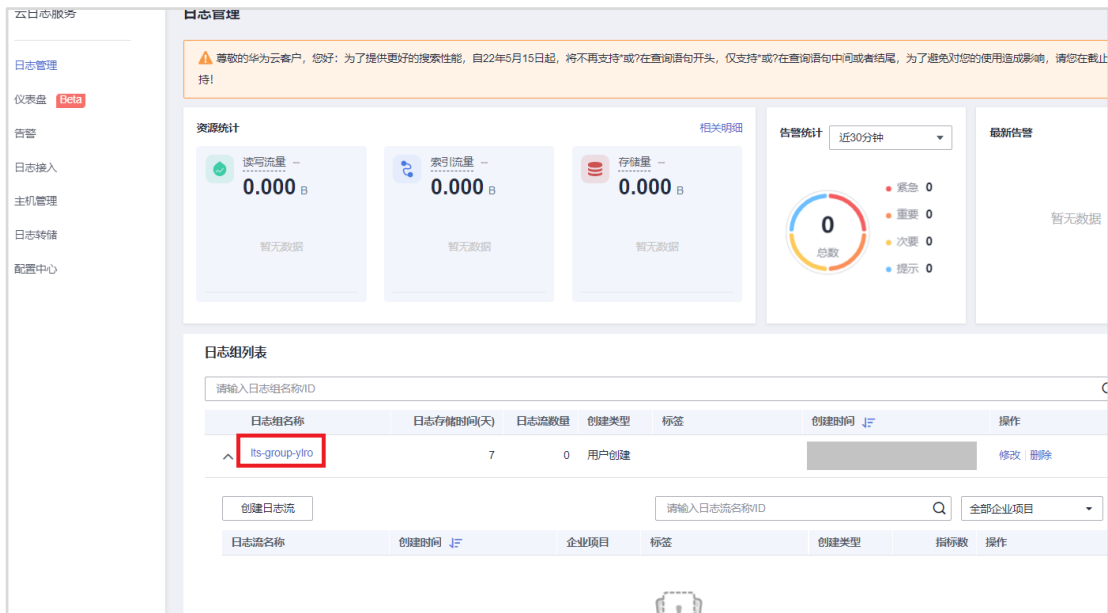 云日志服务
日志管理
仪表盘 Beta
告警
日志接入
主机管理
日志转储
配置中心
日志管理
尊敬的华为云客户，您好：为了提供更好的搜索性能，自22年5月15日起，将不再支持*或?在查询语句开头，仅支持*或?在查询语句中间或者结尾，为了避免对您的使用造成影响，请您在截止
持!
资源统计 相关明细
读写流量 --
0.000 B
暂无数据
索引流量 --
0.000 B
暂无数据
存储量 --
0.000 B
暂无数据
告警统计 近30分钟
0
总数
紧急 0
重要 0
次要 0
提示 0
最新告警
暂无数据
日志组列表
请输入日志组名称/ID
日志组名称 日志存储时间(天) 日志流数量 创建类型 标签 创建时间 操作
lts-group-ylro 7 0 用户创建 修改 删除
创建日志流 请输入日志流名称/ID 全部企业项目
日志流名称 创建时间 企业项目 标签 创建类型 指标数 操作